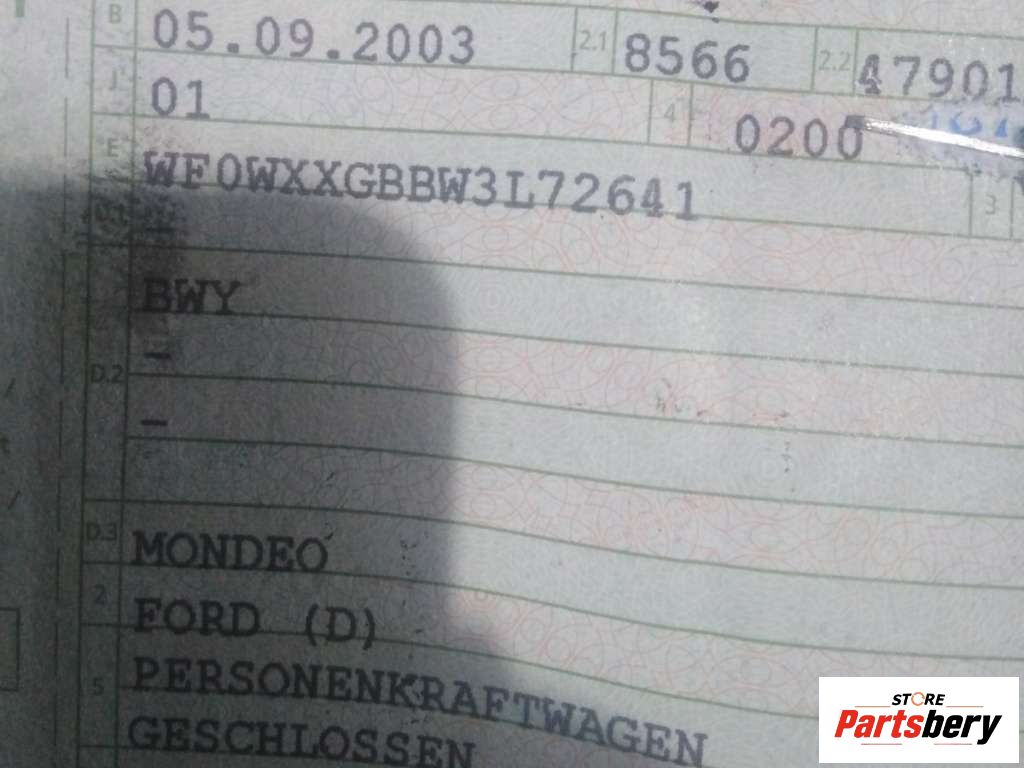 B 05.09.2003 2.1 8566 2.2 47901
J 01 4 0200
E WF0WXXGBBW3L72641 3
D.1 -
BWY
-
D.2 -
D.3 MONDEO
2 FORD (D)
5 PERSONENKRAFTWAGEN
GESCHLOSSEN
STORE
Partsbery